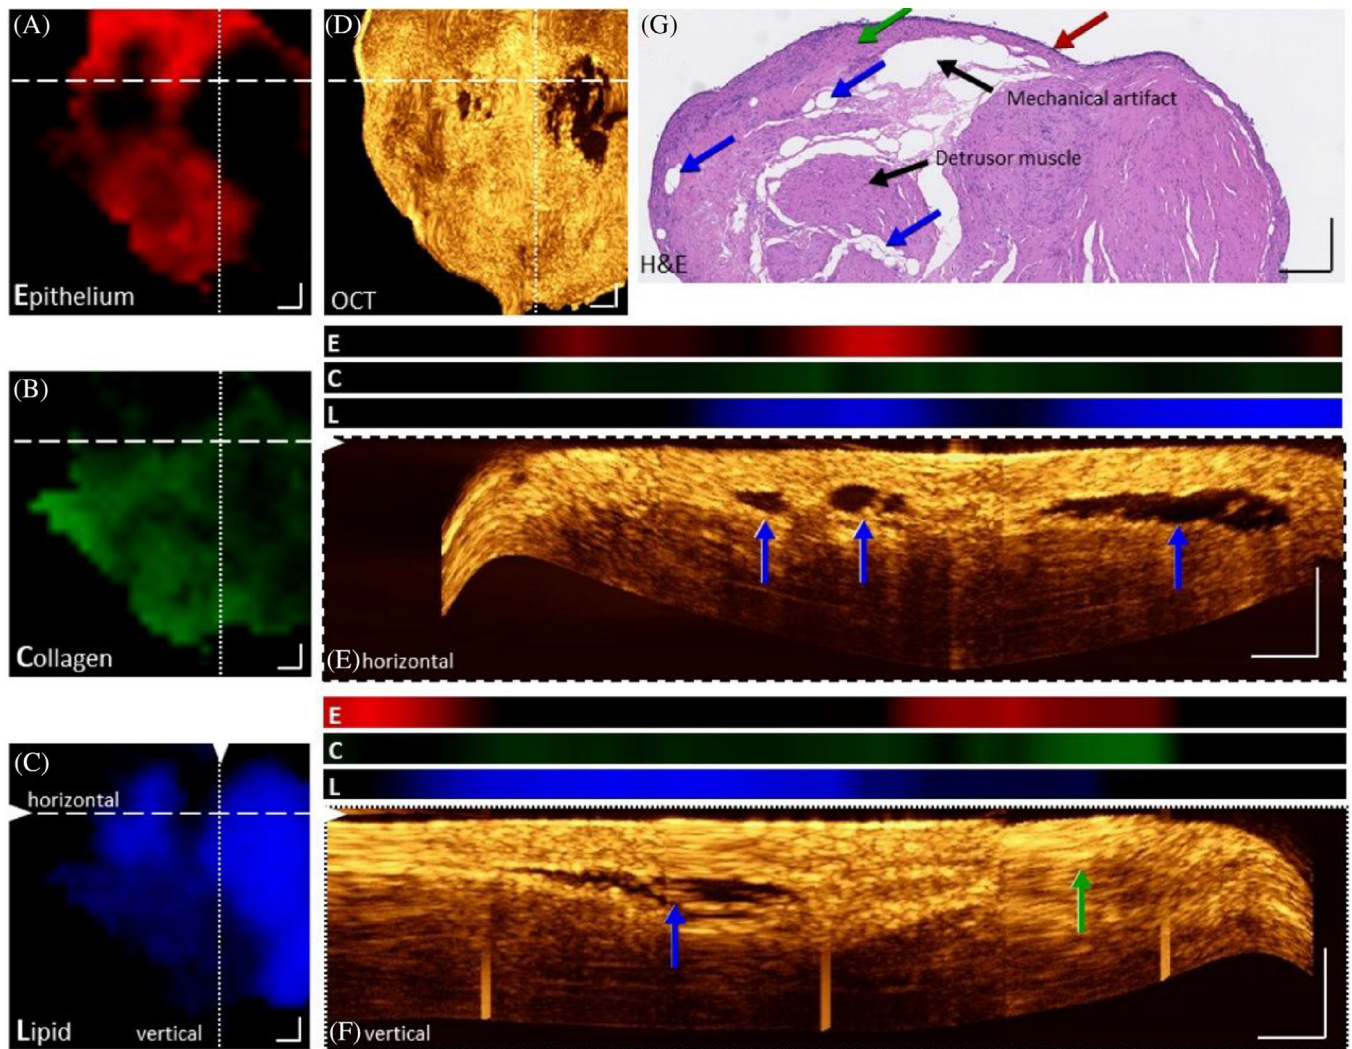 (A)
Epithelium
(D)
OCT
(G)
Mechanical artifact
Detrusor muscle
H&E
E
C
L
(B)
Collagen
(E) horizontal
E
C
L
(C)
horizontal
Lipid
vertical
(F) vertical